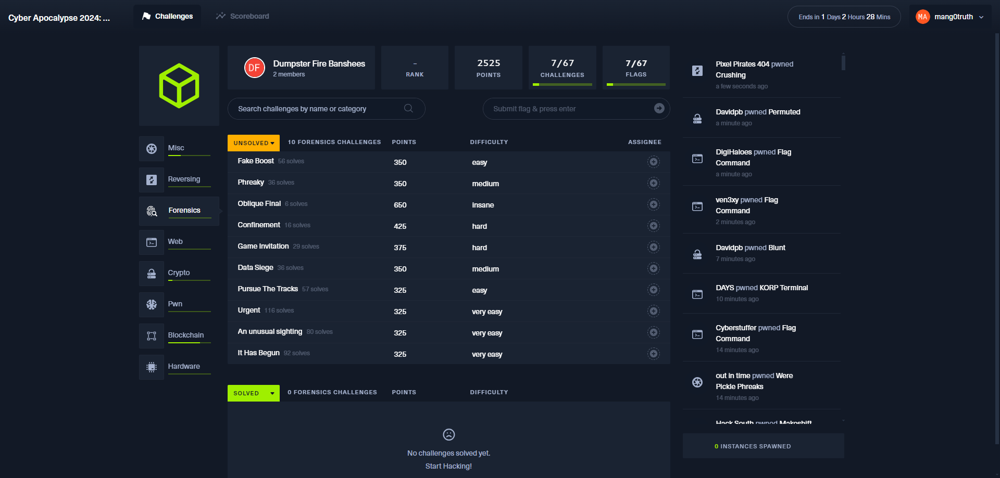 Cyber Apocalypse 2024: ...
Challenges
Scoreboard
Ends in 1 Days 2 Hours 28 Mins
MA
mang0truth
DF
Dumpster Fire Banshees
2 members
-
RANK
2525
POINTS
7/67
CHALLENGES
7/67
FLAGS
Search challenges by name or category
Submit flag & press enter
Misc
Reversing
Forensics
Web
Crypto
Pwn
Blockchain
Hardware
UNSOLVED 10 FORENSICS CHALLENGES POINTS DIFFICULTY ASSIGNEE
Fake Boost 56 solves 350 easy
Phreaky 36 solves 350 medium
Oblique Final 6 solves 650 insane
Confinement 16 solves 425 hard
Game Invitation 29 solves 375 hard
Data Siege 36 solves 350 medium
Pursue The Tracks 57 solves 325 easy
Urgent 116 solves 325 very easy
An unusual sighting 80 solves 325 very easy
It Has Begun 92 solves 325 very easy
SOLVED 0 FORENSICS CHALLENGES POINTS DIFFICULTY
No challenges solved yet.
Start Hacking!
Pixel Pirates 404 pwned
Crushing
a few seconds ago
Davidpb pwned Permuted
a minute ago
DigiHaloes pwned Flag
Command
a minute ago
ven3xy pwned Flag
Command
2 minutes ago
Davidpb pwned Blunt
7 minutes ago
DAYS pwned KORP Terminal
10 minutes ago
Cyberstuffer pwned Flag
Command
14 minutes ago
out in time pwned Were
Pickle Phreaks
14 minutes ago
Hack South pwned Makeshift
0 INSTANCES SPAWNED